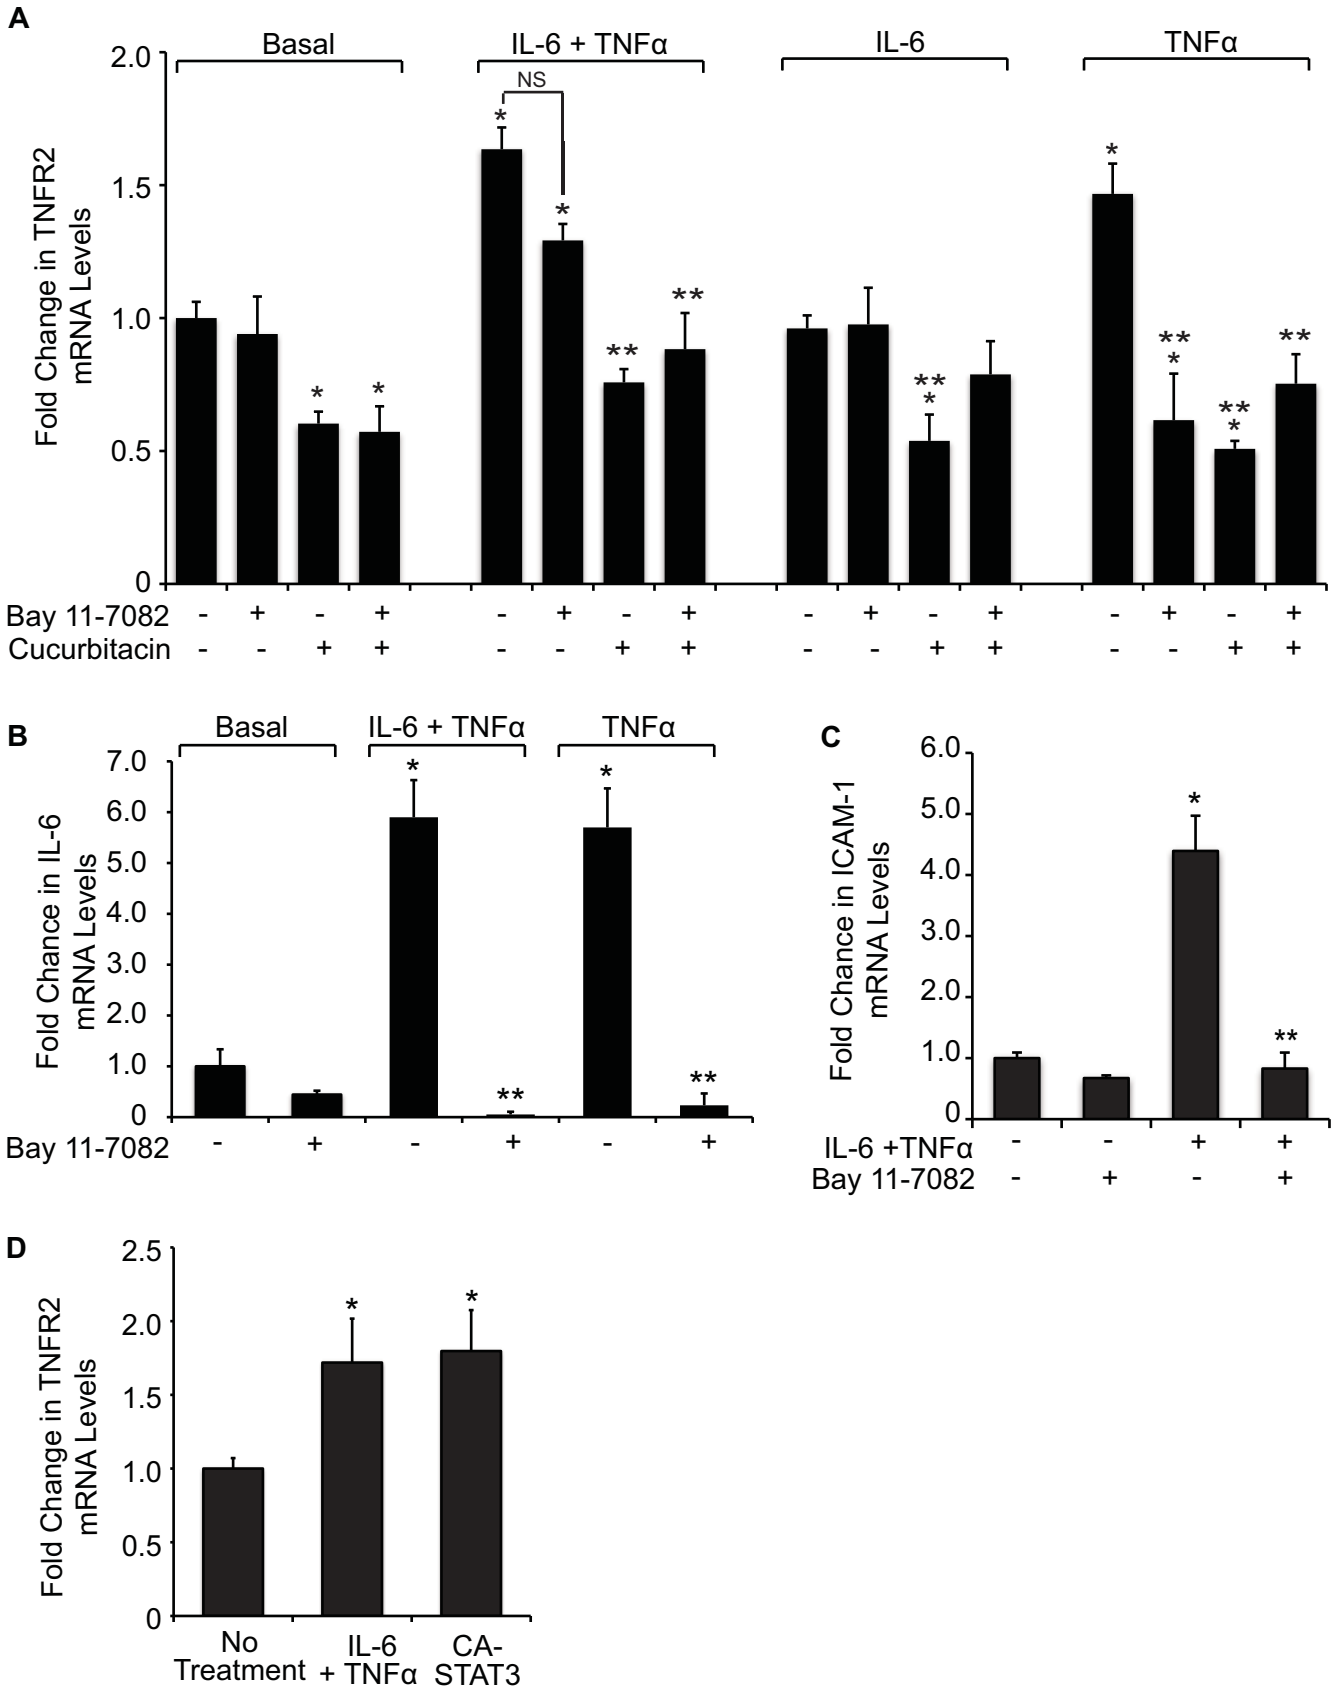 A
Basal IL-6 + TNFα IL-6 TNFα
Fold Change in TNFR2
mRNA Levels
2.0
1.5
1.0
0.5
0
NS
* * ** ** * * ** * * ** * ** * **
Bay 11-7082 - + - + - + - + - + - + - + - +
Cucurbitacin - - + + - - + + - - + + - - + +
B
Basal IL-6 + TNFα TNFα
Fold Chance in IL-6
mRNA Levels
7.0
6.0
5.0
4.0
3.0
2.0
1.0
0
* ** * **
Bay 11-7082 - + - + - +
C
Fold Chance in ICAM-1
mRNA Levels
6.0
5.0
4.0
3.0
2.0
1.0
0
* **
IL-6 +TNFα - - + +
Bay 11-7082 - + - +
D
Fold Change in TNFR2
mRNA Levels
2.5
2.0
1.5
1.0
0.5
0
* *
No
Treatment
IL-6
+ TNFα
CA-
STAT3